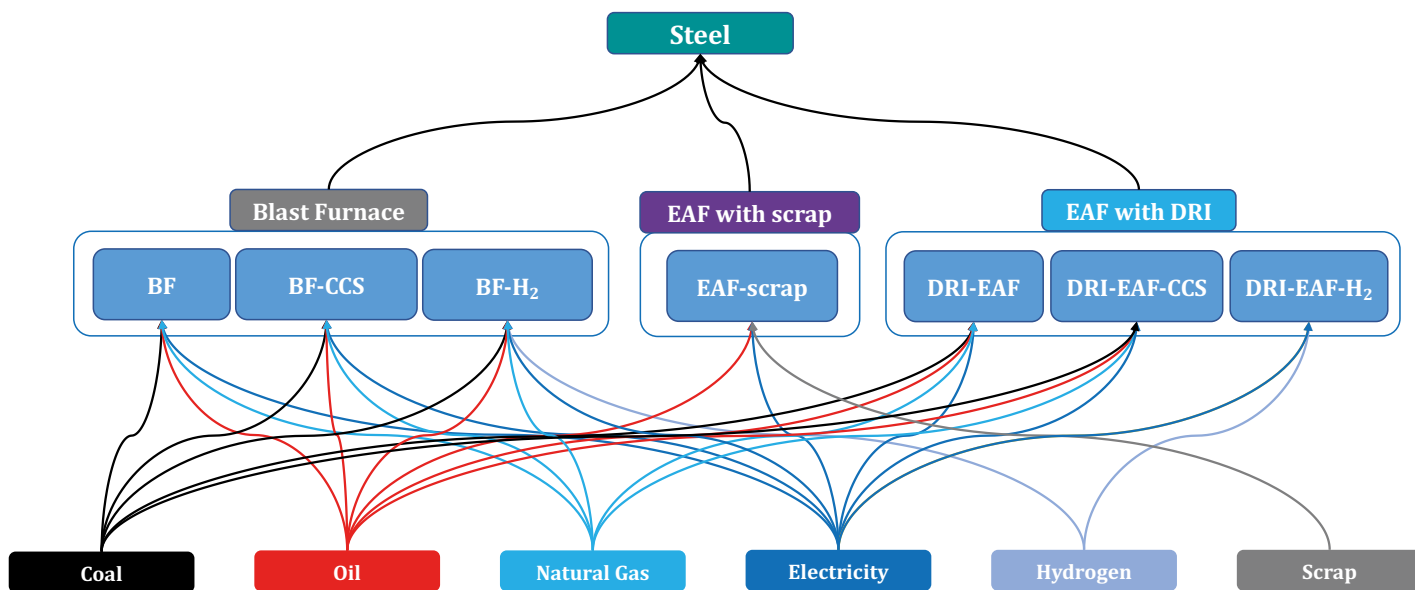 Steel
Blast Furnace
EAF with scrap
EAF with DRI
BF
BF-CCS
BF-H₂
EAF-scrap
DRI-EAF
DRI-EAF-CCS
DRI-EAF-H₂
Coal
Oil
Natural Gas
Electricity
Hydrogen
Scrap